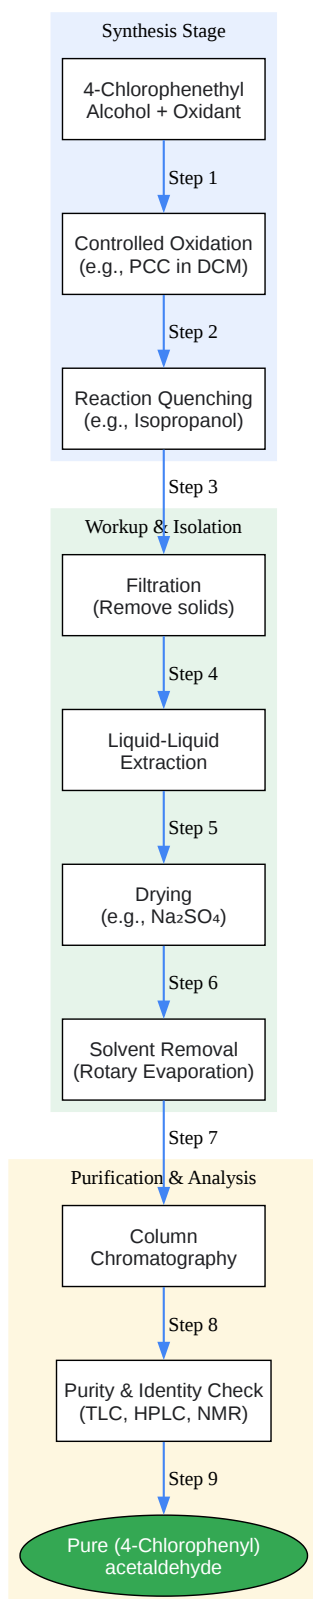 Synthesis Stage
4-Chlorophenethyl
Alcohol + Oxidant
Step 1
Controlled Oxidation
(e.g., PCC in DCM)
Step 2
Reaction Quenching
(e.g., Isopropanol)
Step 3
Workup & Isolation
Filtration
(Remove solids)
Step 4
Liquid-Liquid
Extraction
Step 5
Drying
(e.g., Na₂SO₄)
Step 6
Solvent Removal
(Rotary Evaporation)
Step 7
Purification & Analysis
Column
Chromatography
Step 8
Purity & Identity Check
(TLC, HPLC, NMR)
Step 9
Pure (4-Chlorophenyl)
acetaldehyde